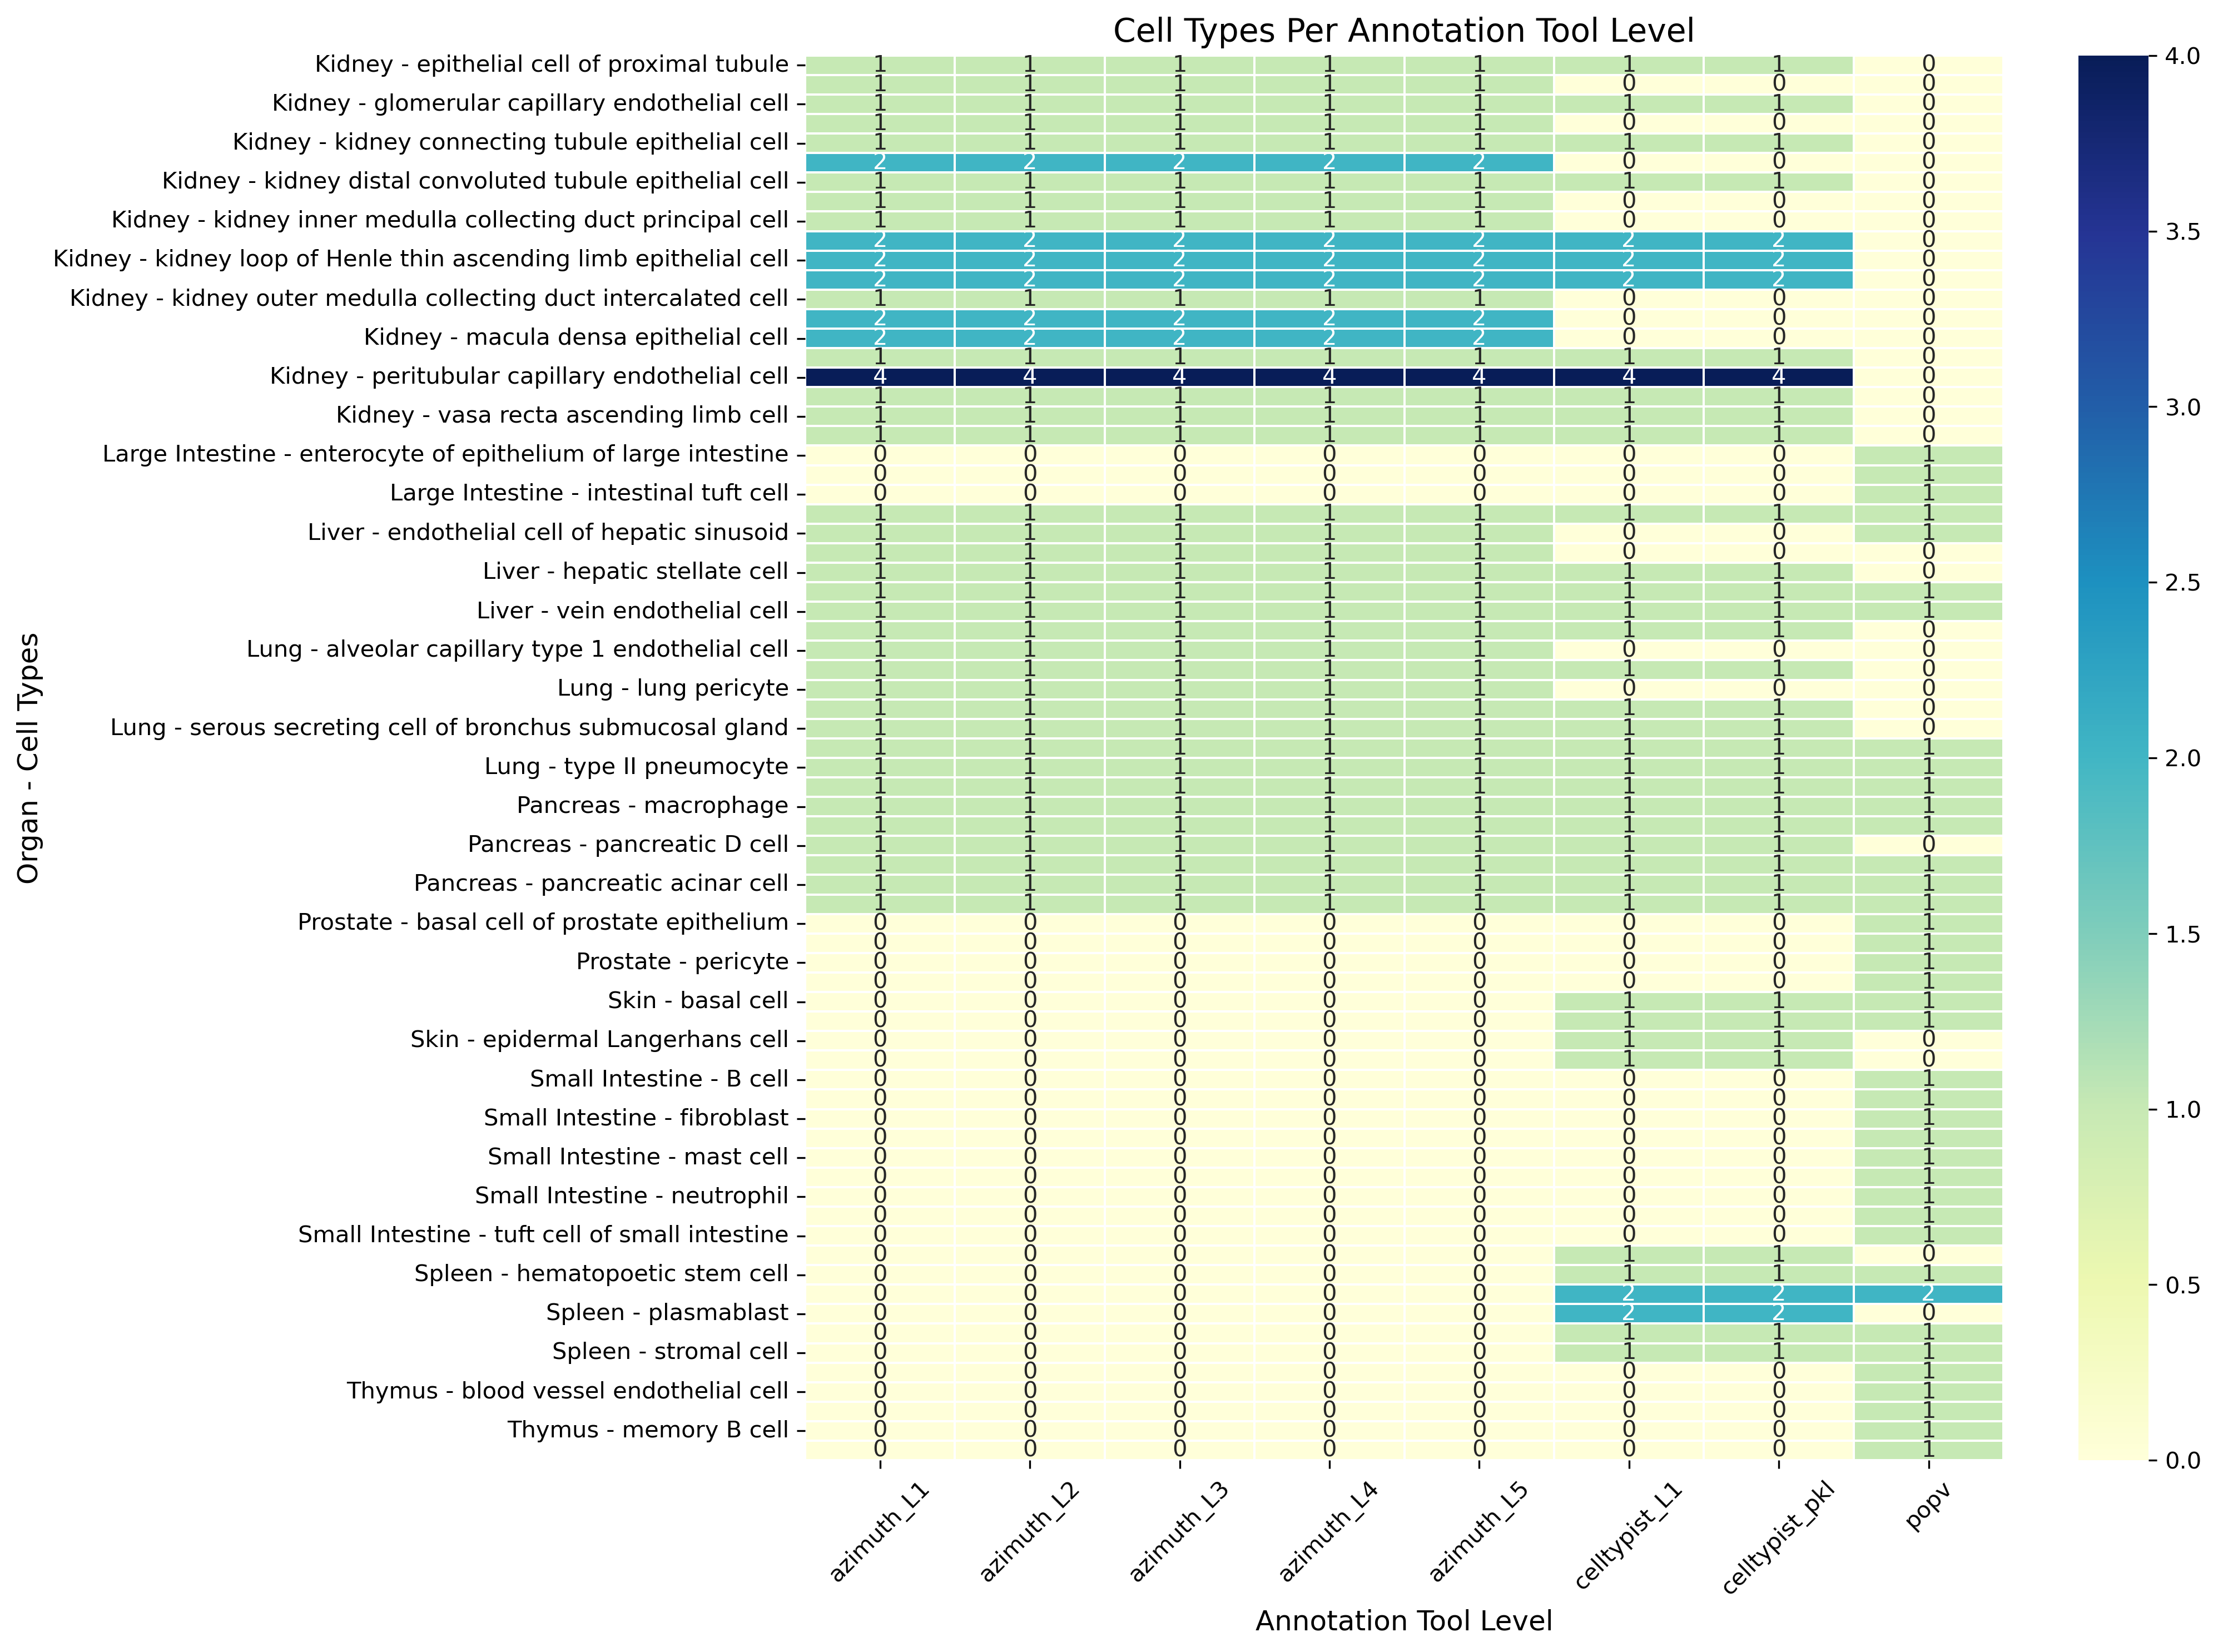 Cell Types Per Annotation Tool Level
Organ - Cell Types
Kidney - epithelial cell of proximal tubule 1 1 1 1 1 1 1 0
1 1 1 1 1 0 0 0
Kidney - glomerular capillary endothelial cell 1 1 1 1 1 1 1 0
1 1 1 1 1 0 0 0
Kidney - kidney connecting tubule epithelial cell 1 1 1 1 1 1 1 0
2 2 2 2 2 0 0 0
Kidney - kidney distal convoluted tubule epithelial cell 1 1 1 1 1 1 1 0
1 1 1 1 1 0 0 0
Kidney - kidney inner medulla collecting duct principal cell 1 1 1 1 1 0 0 0
2 2 2 2 2 2 2 0
Kidney - kidney loop of Henle thin ascending limb epithelial cell 2 2 2 2 2 2 2 0
2 2 2 2 2 2 2 0
Kidney - kidney outer medulla collecting duct intercalated cell 1 1 1 1 1 0 0 0
2 2 2 2 2 0 0 0
Kidney - macula densa epithelial cell 2 2 2 2 2 0 0 0
1 1 1 1 1 1 1 0
Kidney - peritubular capillary endothelial cell 4 4 4 4 4 4 4 0
1 1 1 1 1 1 1 0
Kidney - vasa recta ascending limb cell 1 1 1 1 1 1 1 0
1 1 1 1 1 1 1 0
Large Intestine - enterocyte of epithelium of large intestine 0 0 0 0 0 0 0 1
0 0 0 0 0 0 0 1
Large Intestine - intestinal tuft cell 0 0 0 0 0 0 0 1
1 1 1 1 1 1 1 1
Liver - endothelial cell of hepatic sinusoid 1 1 1 1 1 0 0 1
1 1 1 1 1 0 0 0
Liver - hepatic stellate cell 1 1 1 1 1 1 1 0
1 1 1 1 1 1 1 1
Liver - vein endothelial cell 1 1 1 1 1 1 1 1
1 1 1 1 1 1 1 0
Lung - alveolar capillary type 1 endothelial cell 1 1 1 1 1 0 0 0
1 1 1 1 1 1 1 0
Lung - lung pericyte 1 1 1 1 1 0 0 0
1 1 1 1 1 1 1 0
Lung - serous secreting cell of bronchus submucosal gland 1 1 1 1 1 1 1 0
1 1 1 1 1 1 1 1
Lung - type II pneumocyte 1 1 1 1 1 1 1 1
1 1 1 1 1 1 1 1
Pancreas - macrophage 1 1 1 1 1 1 1 1
1 1 1 1 1 1 1 1
Pancreas - pancreatic D cell 1 1 1 1 1 1 1 0
1 1 1 1 1 1 1 1
Pancreas - pancreatic acinar cell 1 1 1 1 1 1 1 1
1 1 1 1 1 1 1 1
Prostate - basal cell of prostate epithelium 0 0 0 0 0 0 0 1
0 0 0 0 0 0 0 1
Prostate - pericyte 0 0 0 0 0 0 0 1
0 0 0 0 0 0 0 1
Skin - basal cell 0 0 0 0 0 1 1 1
0 0 0 0 0 1 1 1
Skin - epidermal Langerhans cell 0 0 0 0 0 1 1 0
0 0 0 0 0 1 1 0
Small Intestine - B cell 0 0 0 0 0 0 0 1
0 0 0 0 0 0 0 1
Small Intestine - fibroblast 0 0 0 0 0 0 0 1
0 0 0 0 0 0 0 1
Small Intestine - mast cell 0 0 0 0 0 0 0 1
0 0 0 0 0 0 0 1
Small Intestine - neutrophil 0 0 0 0 0 0 0 1
0 0 0 0 0 0 0 1
Small Intestine - tuft cell of small intestine 0 0 0 0 0 0 0 1
0 0 0 0 0 1 1 0
Spleen - hematopoetic stem cell 0 0 0 0 0 1 1 1
0 0 0 0 0 2 2 2
Spleen - plasmablast 0 0 0 0 0 2 2 0
0 0 0 0 0 1 1 1
Spleen - stromal cell 0 0 0 0 0 1 1 1
0 0 0 0 0 0 0 1
Thymus - blood vessel endothelial cell 0 0 0 0 0 0 0 1
0 0 0 0 0 0 0 1
Thymus - memory B cell 0 0 0 0 0 0 0 1
0 0 0 0 0 0 0 1
azimuth_L1 azimuth_L2 azimuth_L3 azimuth_L4 azimuth_L5 celltypist_L1 celltypist_pkl popv
Annotation Tool Level
4.0
3.5
3.0
2.5
2.0
1.5
1.0
0.5
0.0